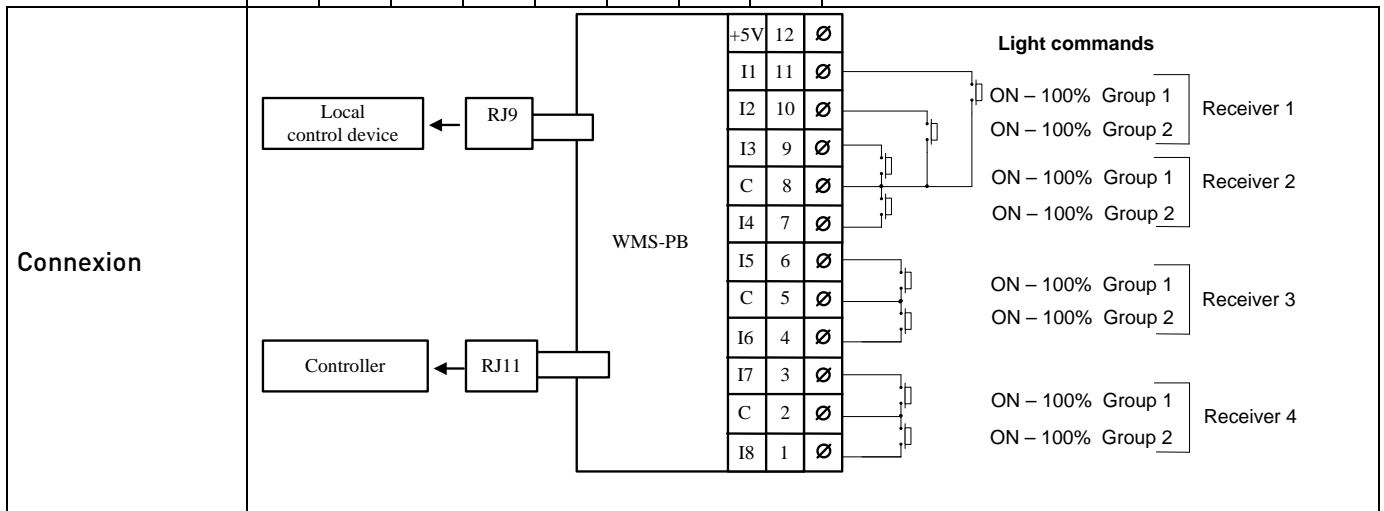 Connexion
Local
control device
RJ9
Controller
RJ11
WMS-PB
+5V 12 Ø
I1 11 Ø
I2 10 Ø
I3 9 Ø
C 8 Ø
I4 7 Ø
I5 6 Ø
C 5 Ø
I6 4 Ø
I7 3 Ø
C 2 Ø
I8 1 Ø
Light commands
ON – 100% Group 1
ON – 100% Group 2
Receiver 1
ON – 100% Group 1
ON – 100% Group 2
Receiver 2
ON – 100% Group 1
ON – 100% Group 2
Receiver 3
ON – 100% Group 1
ON – 100% Group 2
Receiver 4